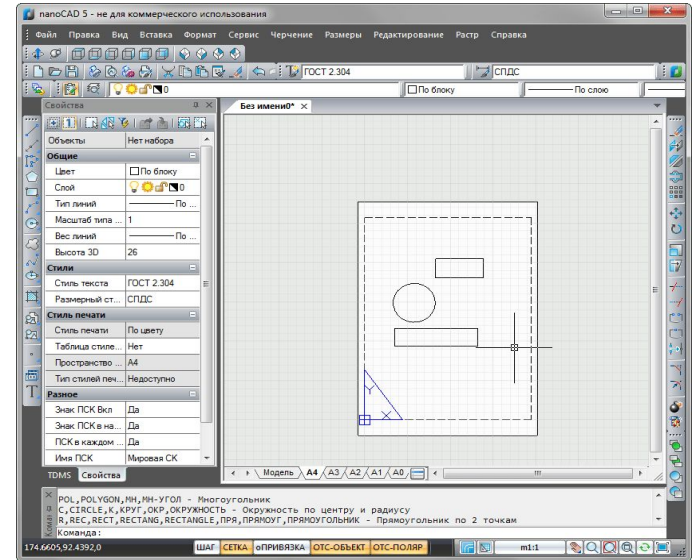 nanoCAD 5 - не для коммерческого использования
Файл Правка Вид Вставка Формат Сервис Черчение Размеры Редактирование Растр Справка
ГОСТ 2.304 СПДС
0 По блоку По слою
Свойства
Без имени0*
Объекты Нет набора
Общие
Цвет По блоку
Слой 0
Тип линий По ...
Масштаб типа ... 1
Вес линий По ...
Высота 3D 26
Стили
Стиль текста ГОСТ 2.304
Размерный ст... СПДС
Стиль печати
Стиль печати По цвету
Таблица стиле... Нет
Пространство ... A4
Тип стилей печ... Недоступно
Разное
Знак ПСК Вкл Да
Знак ПСК в на... Да
ПСК в каждом ... Да
Имя ПСК Мировая СК
Y
X
TDMS Свойства
Модель A4 A3 A2 A1 A0
POL,POLYGON,МН,МН-УГОЛ - Многоугольник
C,CIRCLE,К,КРУГ,ОКР,ОКРУЖНОСТЬ - Окружность по центру и радиусу
R,REC,RECT,RECTANG,RECTANGLE,ПРЯ,ПРЯМОУГ,ПРЯМОУГОЛЬНИК - Прямоугольник по 2 точкам
Команда:
174.6605,92.4392,0 ШАГ СЕТКА оПРИВЯЗКА ОТС-ОБЪЕКТ ОТС-ПОЛЯР m1:1